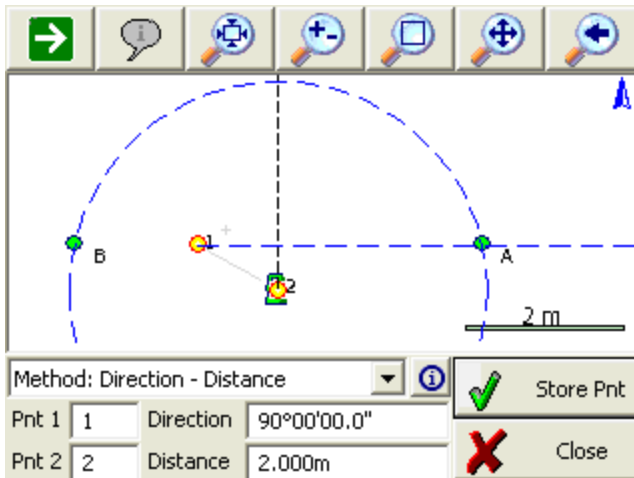 1
B
A
2
2 m
Method: Direction - Distance
Store Pnt
Pnt 1 1 Direction 90°00'00.0"
Close
Pnt 2 2 Distance 2.000m